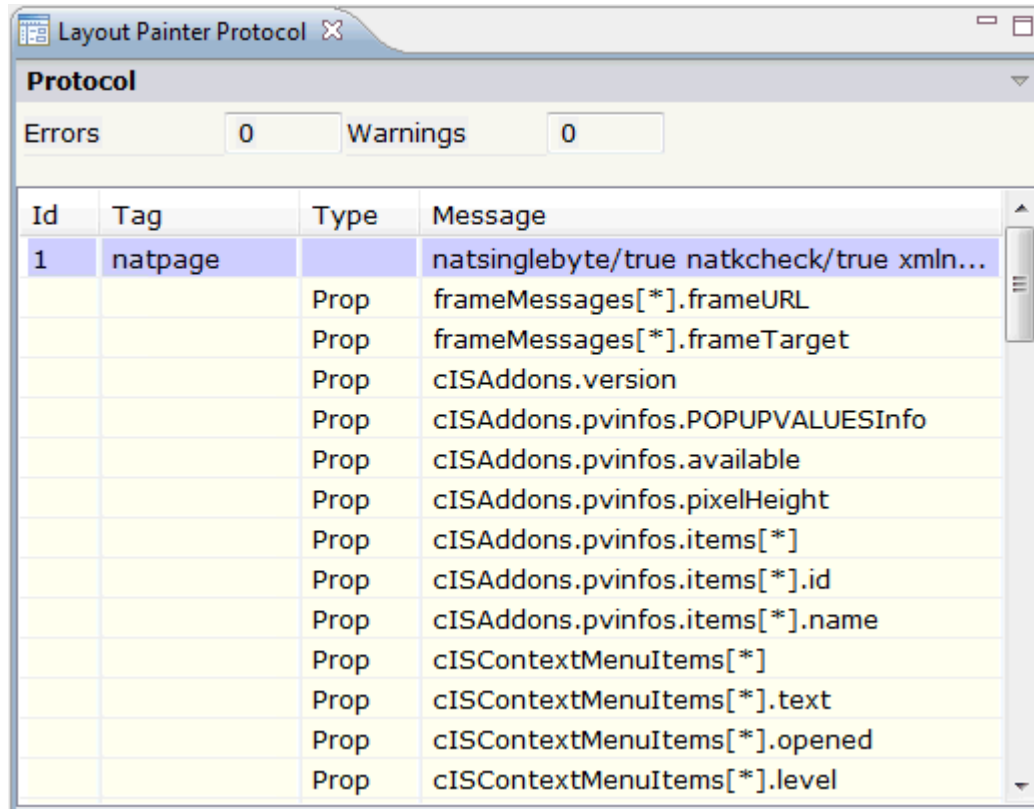 Layout Painter Protocol
Protocol
Errors 0 Warnings 0
Id Tag Type Message
1 natpage natsinglebyte/true natkcheck/true xmln...
Prop frameMessages[*].frameURL
Prop frameMessages[*].frameTarget
Prop cISAddons.version
Prop cISAddons.pvinfos.POPUPVALUESInfo
Prop cISAddons.pvinfos.available
Prop cISAddons.pvinfos.pixelHeight
Prop cISAddons.pvinfos.items[*]
Prop cISAddons.pvinfos.items[*].id
Prop cISAddons.pvinfos.items[*].name
Prop cISContextMenuItems[*]
Prop cISContextMenuItems[*].text
Prop cISContextMenuItems[*].opened
Prop cISContextMenuItems[*].level